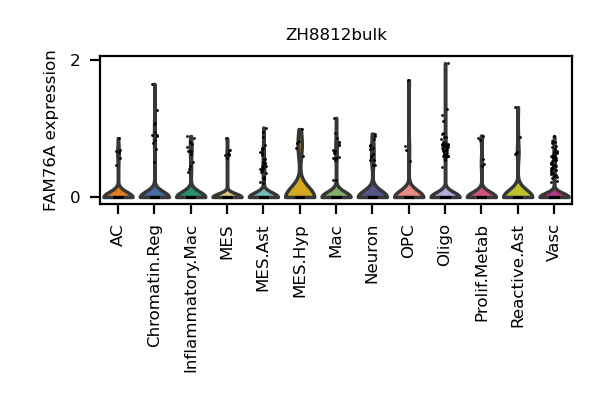 ZH8812bulk
FAM76A expression
2
0
AC
Chromatin.Reg
Inflammatory.Mac
MES
MES.Ast
MES.Hyp
Mac
Neuron
OPC
Oligo
Prolif.Metab
Reactive.Ast
Vasc